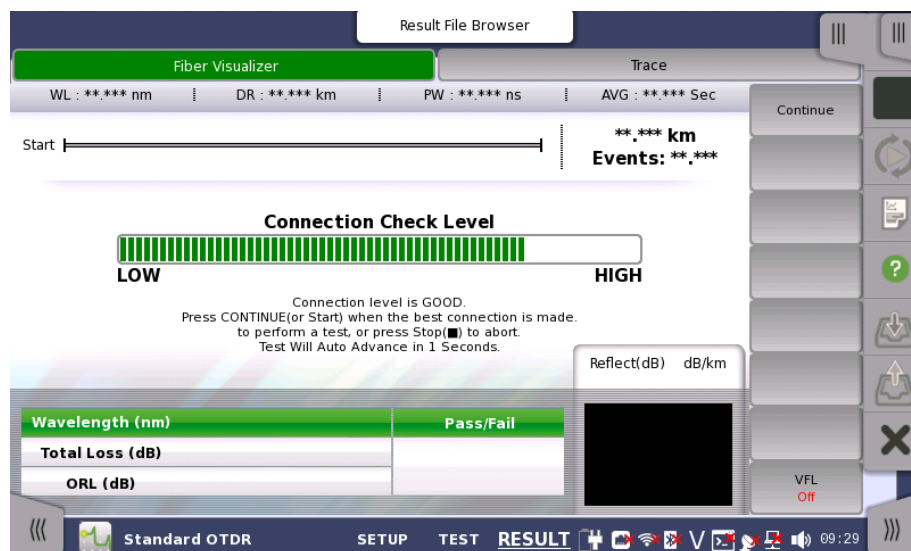 Result File Browser
Fiber Visualizer
Trace
WL : **.*** nm
DR : **.*** km
PW : **.*** ns
AVG : **.*** Sec
Continue
Start
**.*** km
Events: **.***
Connection Check Level
LOW
HIGH
Connection level is GOOD.
Press CONTINUE(or Start) when the best connection is made.
to perform a test, or press Stop(■) to abort.
Test Will Auto Advance in 1 Seconds.
Reflect(dB) dB/km
Wavelength (nm)
Pass/Fail
Total Loss (dB)
ORL (dB)
VFL
Off
Standard OTDR
SETUP
TEST
RESULT
V
09:29